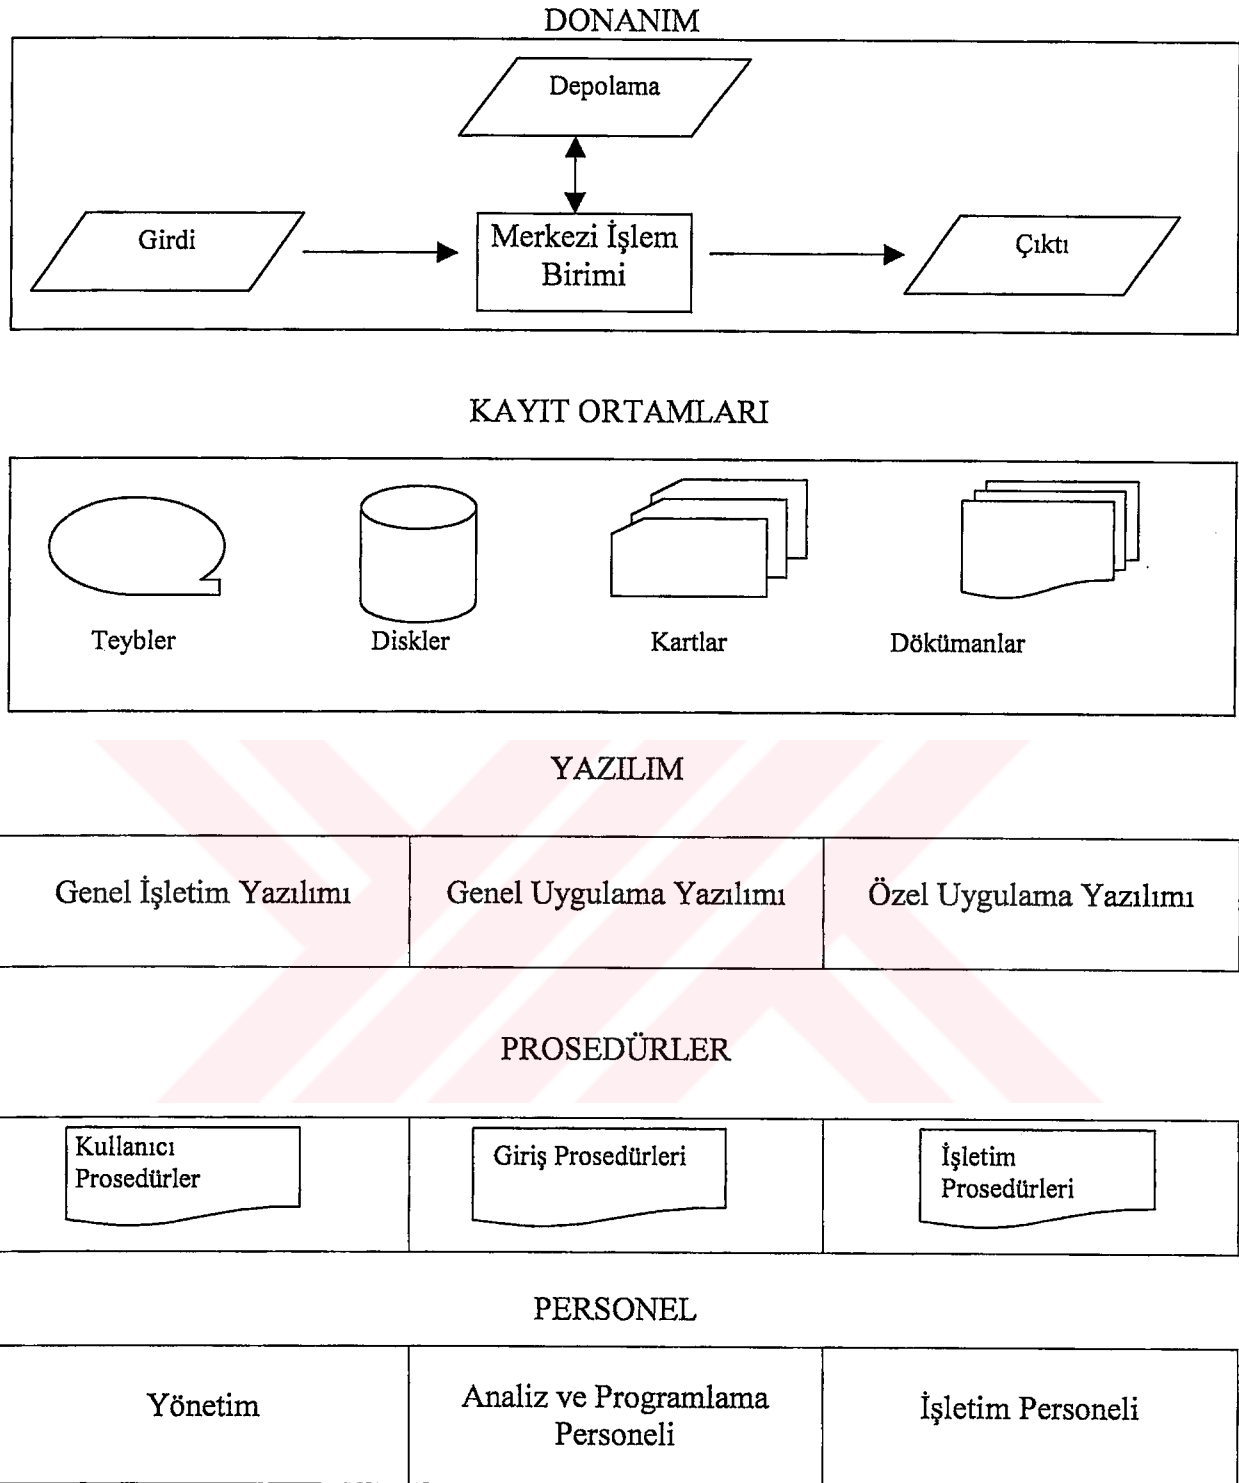 DONANIM
Depolama
Girdi
Merkezi İşlem
Birimi
Çıktı
KAYIT ORTAMLARI
Teybler
Diskler
Kartlar
Dökümanlar
YAZILIM
Genel İşletim Yazılımı
Genel Uygulama Yazılımı
Özel Uygulama Yazılımı
PROSEDÜRLER
Kullanıcı
Prosedürler
Giriş Prosedürleri
İşletim
Prosedürleri
PERSONEL
Yönetim
Analiz ve Programlama
Personeli
İşletim Personeli